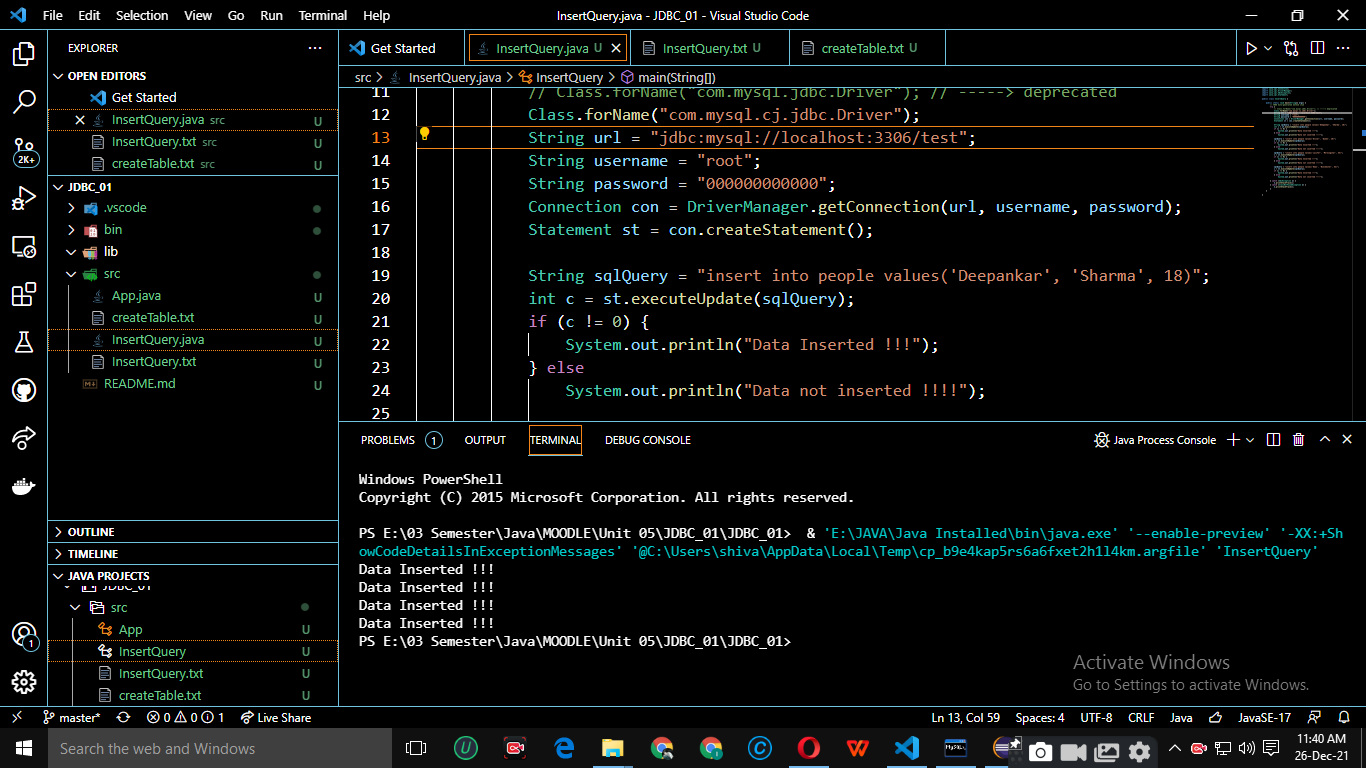 File Edit Selection View Go Run Terminal Help InsertQuery.java - JDBC_01 - Visual Studio Code
EXPLORER
OPEN EDITORS
Get Started
InsertQuery.java src U
InsertQuery.txt src U
createTable.txt src U
JDBC_01
.vscode
bin
lib
src
App.java U
createTable.txt U
InsertQuery.java U
InsertQuery.txt U
README.md U
OUTLINE
TIMELINE
JAVA PROJECTS
JDBC_01
src
App U
InsertQuery U
InsertQuery.txt U
createTable.txt U
2K+
1
Get Started InsertQuery.java U InsertQuery.txt U createTable.txt U
src > InsertQuery.java > InsertQuery > main(String[])
11 // Class.forName("com.mysql.jdbc.Driver"); // -----> deprecated
12 Class.forName("com.mysql.cj.jdbc.Driver");
13 String url = "jdbc:mysql://localhost:3306/test";
14 String username = "root";
15 String password = "000000000000";
16 Connection con = DriverManager.getConnection(url, username, password);
17 Statement st = con.createStatement();
18
19 String sqlQuery = "insert into people values('Deepankar', 'Sharma', 18)";
20 int c = st.executeUpdate(sqlQuery);
21 if (c != 0) {
22 System.out.println("Data Inserted !!!");
23 } else
24 System.out.println("Data not inserted !!!!");
25
PROBLEMS 1 OUTPUT TERMINAL DEBUG CONSOLE Java Process Console
Windows PowerShell
Copyright (C) 2015 Microsoft Corporation. All rights reserved.
PS E:\03 Semester\Java\MOODLE\Unit 05\JDBC_01\JDBC_01> & 'E:\JAVA\Java Installed\bin\java.exe' '--enable-preview' '-XX:+Sh
owCodeDetailsInExceptionMessages' '@C:\Users\shiva\AppData\Local\Temp\cp_b9e4kap5rs6a6fxet2h1l4km.argfile' 'InsertQuery'
Data Inserted !!!
Data Inserted !!!
Data Inserted !!!
Data Inserted !!!
PS E:\03 Semester\Java\MOODLE\Unit 05\JDBC_01\JDBC_01>
Activate Windows
Go to Settings to activate Windows.
master* 0 0 1 Live Share Ln 13, Col 59 Spaces: 4 UTF-8 CRLF Java JavaSE-17
Search the web and Windows
11:40 AM
26-Dec-21